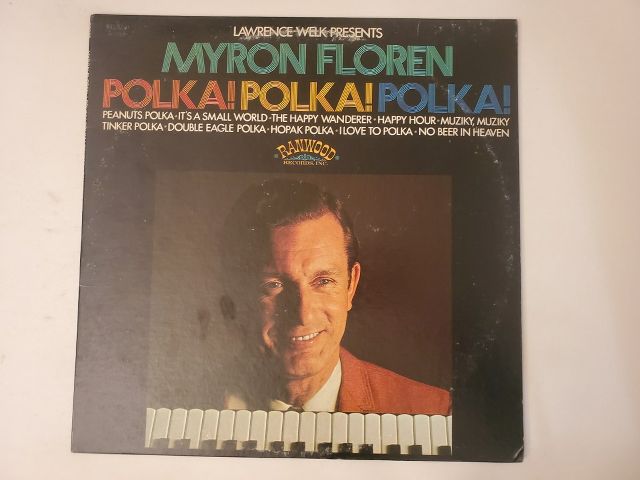 LAWRENCE WELK PRESENTS
MYRON FLOREN
POLKA! POLKA! POLKA!
PEANUTS POLKA • IT'S A SMALL WORLD • THE HAPPY WANDERER • HAPPY HOUR • MUZIKY, MUZIKY
TINKER POLKA • DOUBLE EAGLE POLKA • HOPAK POLKA • I LOVE TO POLKA • NO BEER IN HEAVEN
RANWOOD
RECORDS, INC.